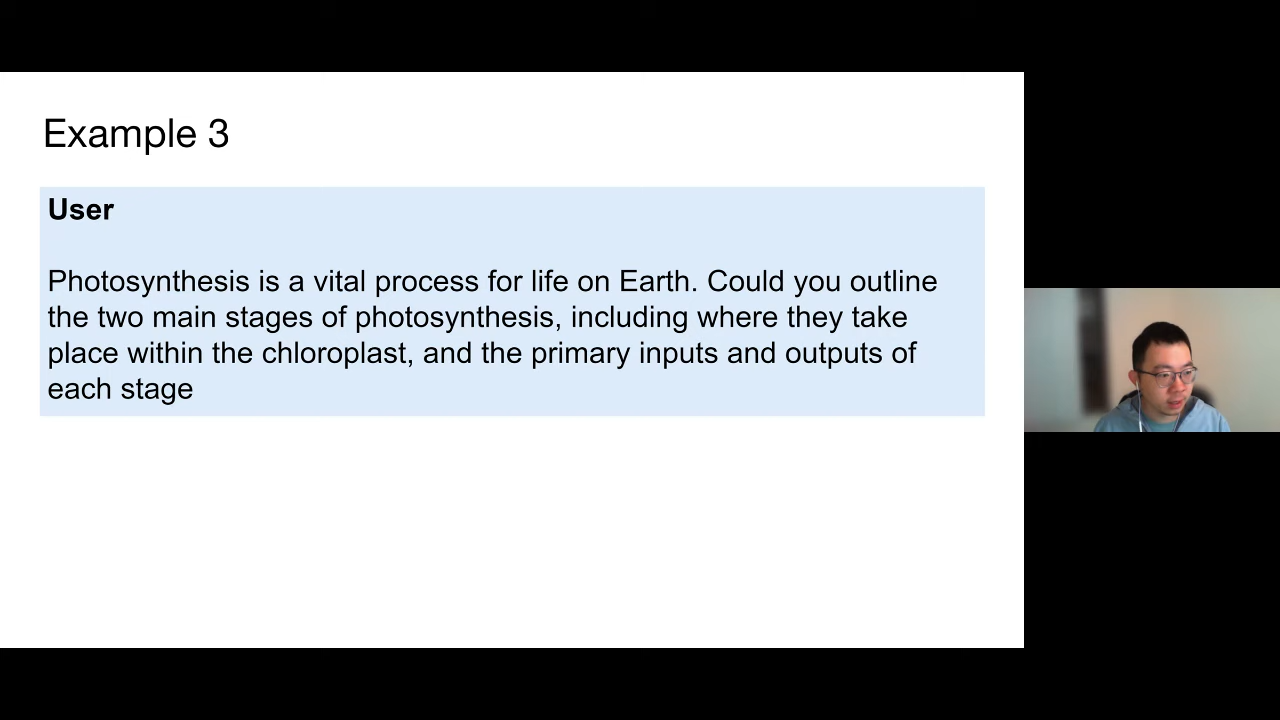 Example 3
User
Photosynthesis is a vital process for life on Earth. Could you outline
the two main stages of photosynthesis, including where they take
place within the chloroplast, and the primary inputs and outputs of
each stage